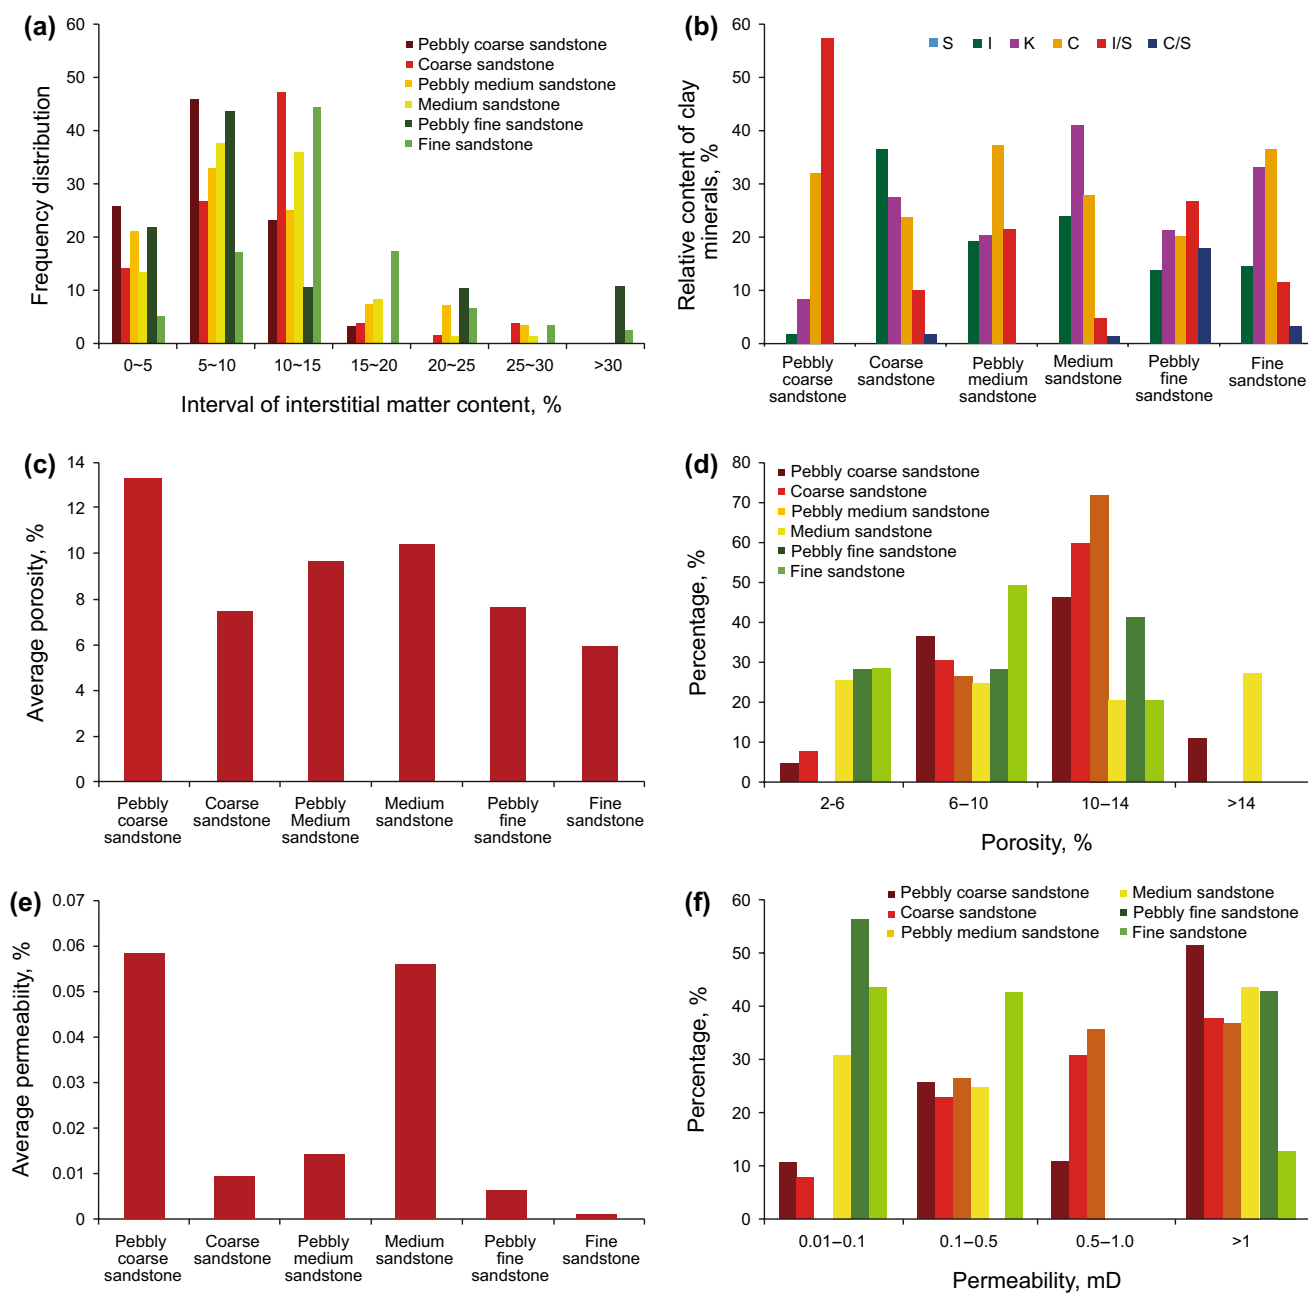 (a)
60
50
40
30
20
10
0
Frequency distribution
Pebbly coarse sandstone
Coarse sandstone
Pebbly medium sandstone
Medium sandstone
Pebbly fine sandstone
Fine sandstone
0~5 5~10 10~15 15~20 20~25 25~30 >30
Interval of interstitial matter content, %
(b)
60
50
40
30
20
10
0
Relative content of clay
minerals, %
S I K C I/S C/S
Pebbly
coarse
sandstone
Coarse
sandstone
Pebbly
medium
sandstone
Medium
sandstone
Pebbly
fine
sandstone
Fine
sandstone
(c)
14
12
10
8
6
4
2
0
Average porosity, %
Pebbly
coarse
sandstone
Coarse
sandstone
Pebbly
Medium
sandstone
Medium
sandstone
Pebbly
fine
sandstone
Fine
sandstone
(d)
80
70
60
50
40
30
20
10
0
Percentage, %
Pebbly coarse sandstone
Coarse sandstone
Pebbly medium sandstone
Medium sandstone
Pebbly fine sandstone
Fine sandstone
2-6 6–10 10–14 >14
Porosity, %
(e)
0.07
0.06
0.05
0.04
0.03
0.02
0.01
0
Average permeabiity, %
Pebbly
coarse
sandstone
Coarse
sandstone
Pebbly
medium
sandstone
Medium
sandstone
Pebbly
fine
sandstone
Fine
sandstone
(f)
60
50
40
30
20
10
0
Percentage, %
Pebbly coarse sandstone
Coarse sandstone
Pebbly medium sandstone
Medium sandstone
Pebbly fine sandstone
Fine sandstone
0.01–0.1 0.1–0.5 0.5–1.0 >1
Permeability, mD